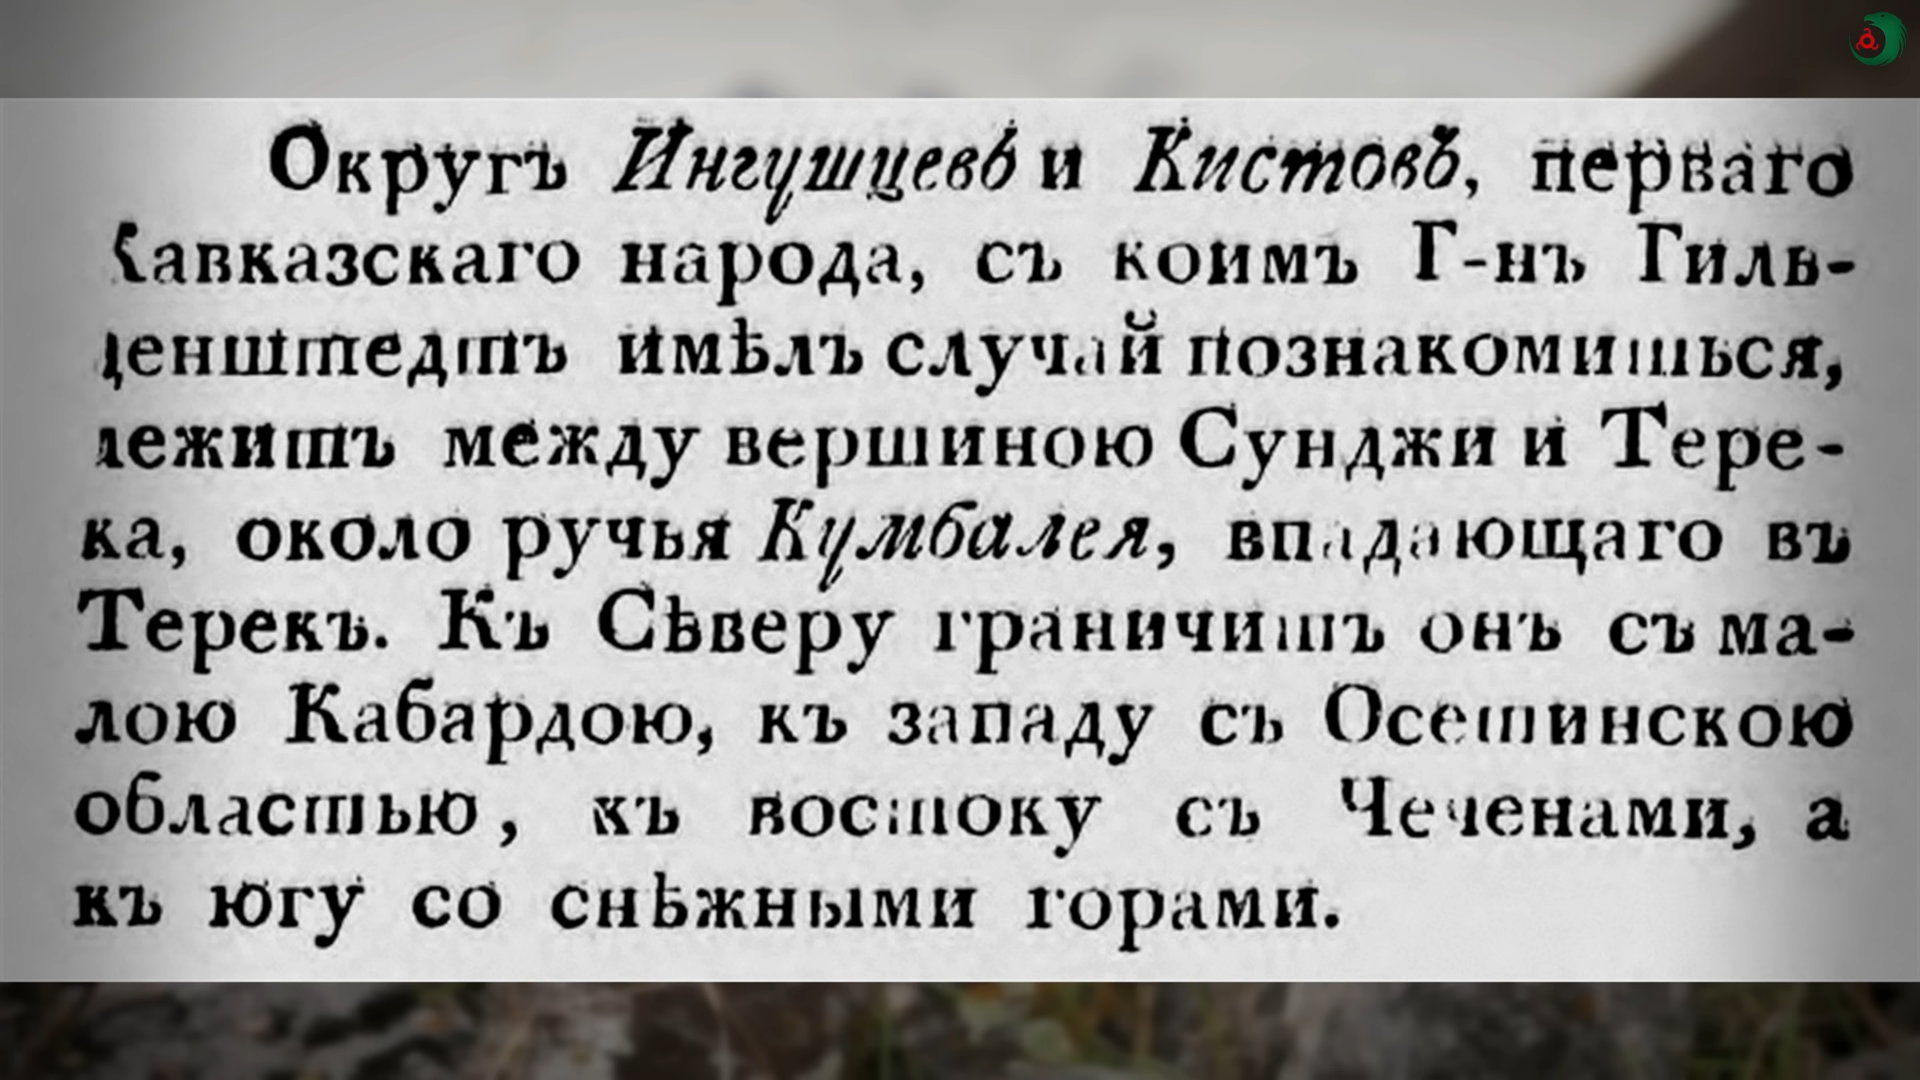 Округъ Ингушцевъ и Кистовъ, перваго
Кавказскаго народа, съ коимъ Г-нъ Гиль-
денштедтъ имѣлъ случай познакомиться,
лежитъ между вершиною Сунджи и Тере-
ка, около ручья Кумбалея, впадающаго въ
Терекъ. Къ Сѣверу граничитъ онъ съ ма-
лою Кабардою, къ западу съ Осетинскою
областью, къ востоку съ Чеченами, а
къ югу со снѣжными горами.